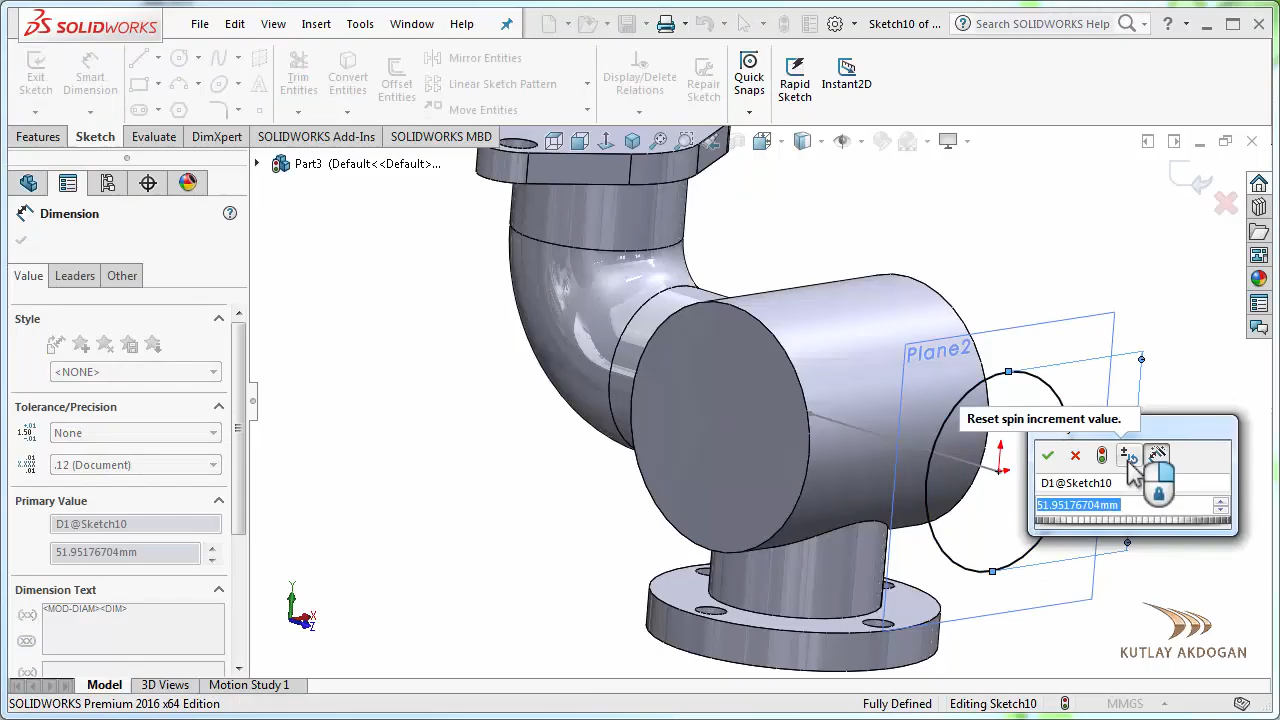 SOLIDWORKS
File Edit View Insert Tools Window Help
Sketch10 of ...
Search SOLIDWORKS Help
Exit Sketch
Smart Dimension
Trim Entities
Convert Entities
Offset Entities
Mirror Entities
Linear Sketch Pattern
Move Entities
Display/Delete Relations
Repair Sketch
Quick Snaps
Rapid Sketch
Instant2D
Features Sketch Evaluate DimXpert SOLIDWORKS Add-Ins SOLIDWORKS MBD
Part3 (Default<<Default>...
Dimension
Value Leaders Other
Style
<NONE>
Tolerance/Precision
None
.12 (Document)
Primary Value
D1@Sketch10
51.95176704mm
Dimension Text
<MOD-DIAM><DIM>
Plane2
Reset spin increment value.
D1@Sketch10
51.95176704mm
Y
X
Z
KUTLAY AKDOGAN
Model 3D Views Motion Study 1
SOLIDWORKS Premium 2016 x64 Edition
Fully Defined Editing Sketch10 MMGS